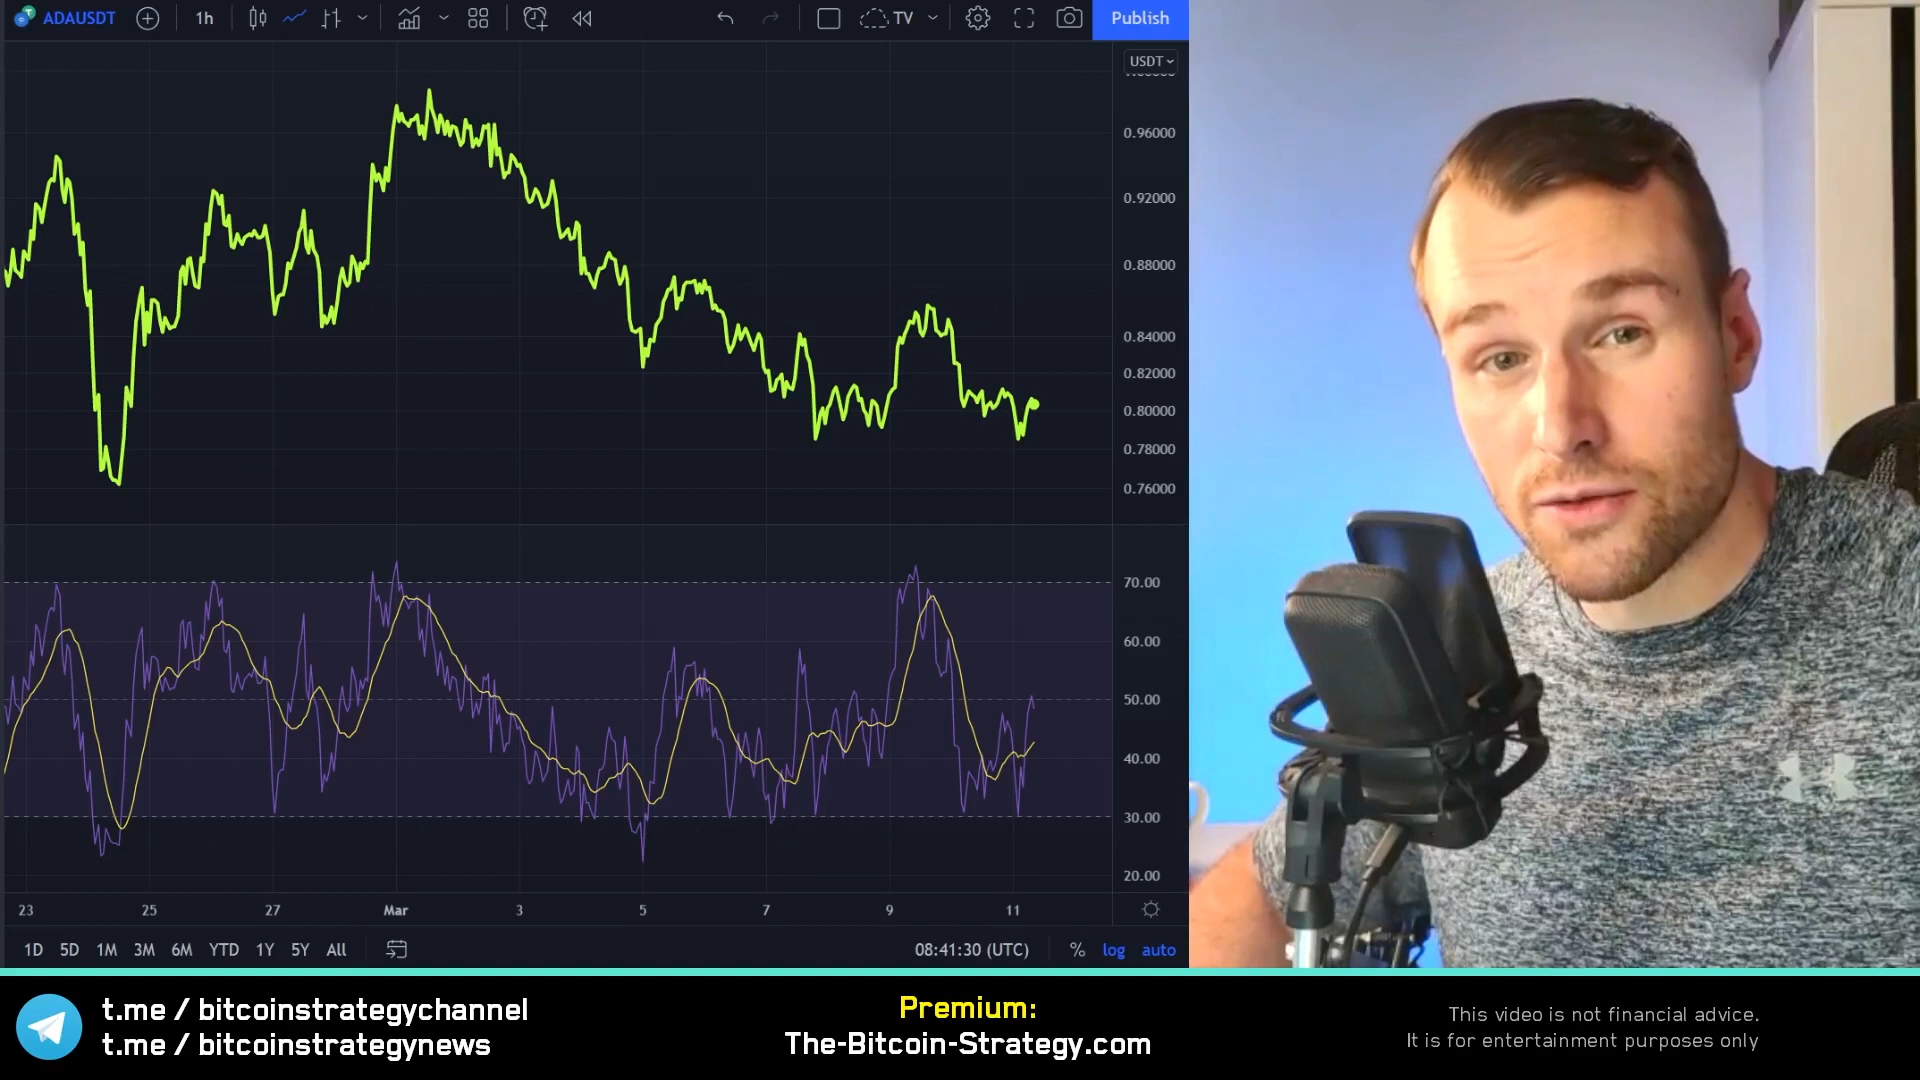 ADAUSDT
1h
TV
Publish
USDT
0.96000
0.92000
0.88000
0.84000
0.82000
0.80000
0.78000
0.76000
70.00
60.00
50.00
40.00
30.00
20.00
23 25 27 Mar 3 5 7 9 11
1D 5D 1M 3M 6M YTD 1Y 5Y All
08:41:30 (UTC) % log auto
t.me / bitcoinstrategychannel
t.me / bitcoinstrategynews
Premium:
The-Bitcoin-Strategy.com
This video is not financial advice.
It is for entertainment purposes only